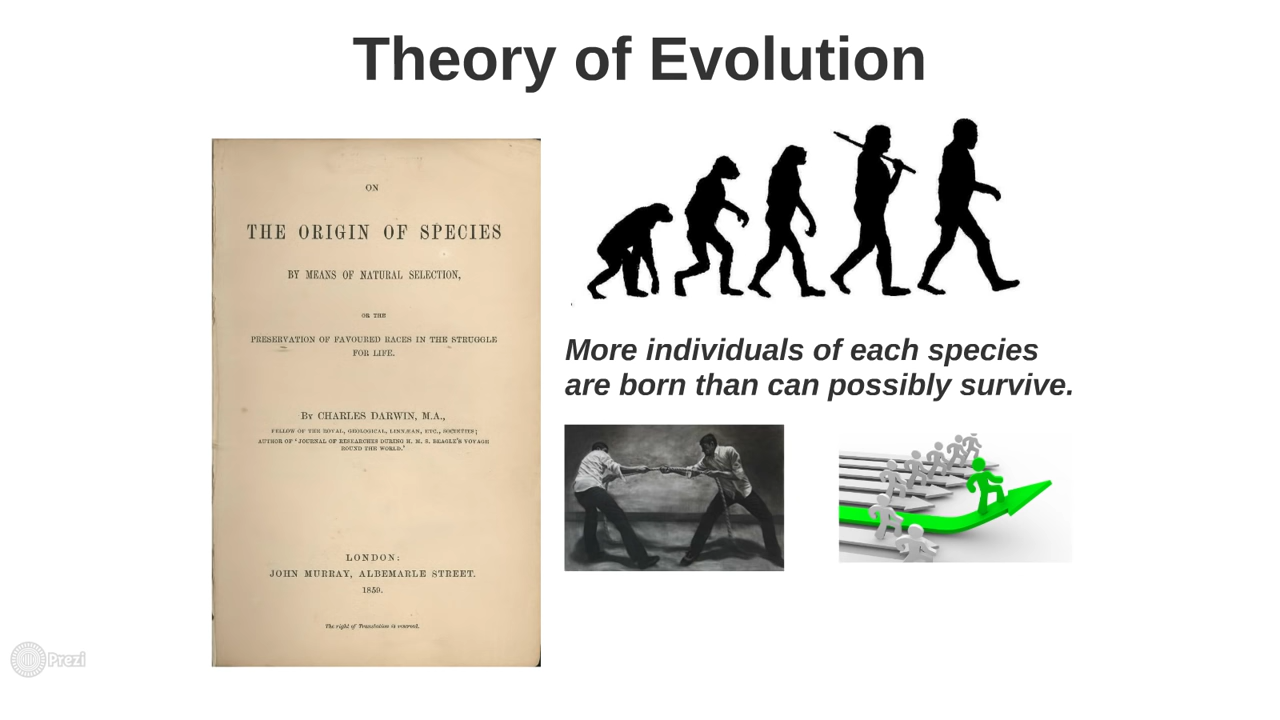 Theory of Evolution
ON
THE ORIGIN OF SPECIES
BY MEANS OF NATURAL SELECTION,
OR THE
PRESERVATION OF FAVOURED RACES IN THE STRUGGLE
FOR LIFE.
By CHARLES DARWIN, M.A.,
FELLOW OF THE ROYAL, GEOLOGICAL, LINNÆAN, ETC., SOCIETIES;
AUTHOR OF 'JOURNAL OF RESEARCHES DURING H. M. S. BEAGLE'S VOYAGE
ROUND THE WORLD.'
LONDON:
JOHN MURRAY, ALBEMARLE STREET.
1859.
The right of Translation is reserved.
More individuals of each species
are born than can possibly survive.
Prezi